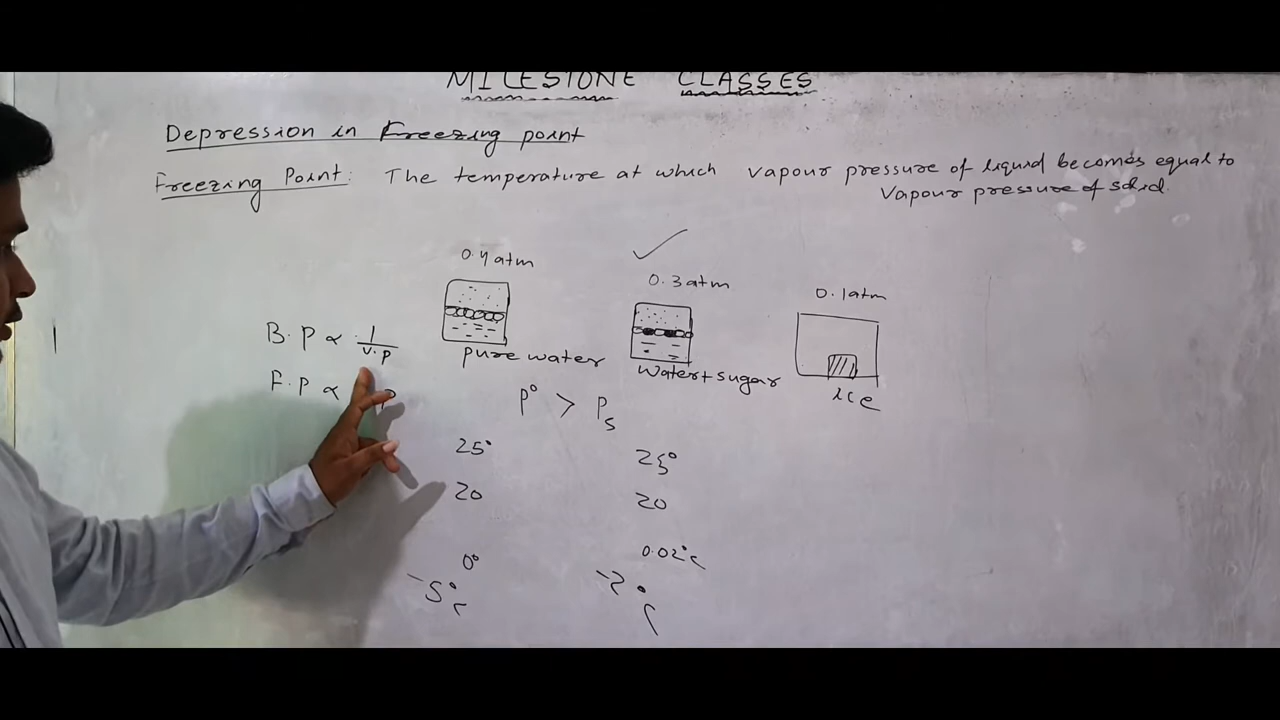 MILESTONE CLASSES
Depression in Freezing point
Freezing Point: The temperature at which vapour pressure of liquid becomes equal to
vapour pressure of solid.
0.4 atm
0.3 atm
0.1 atm
B.P ∝ 1/V.P
pure water
water + sugar
ice
F.P ∝ P
P° > Ps
25° 25°
20 20
0° 0.02°C
-5°C -2°C